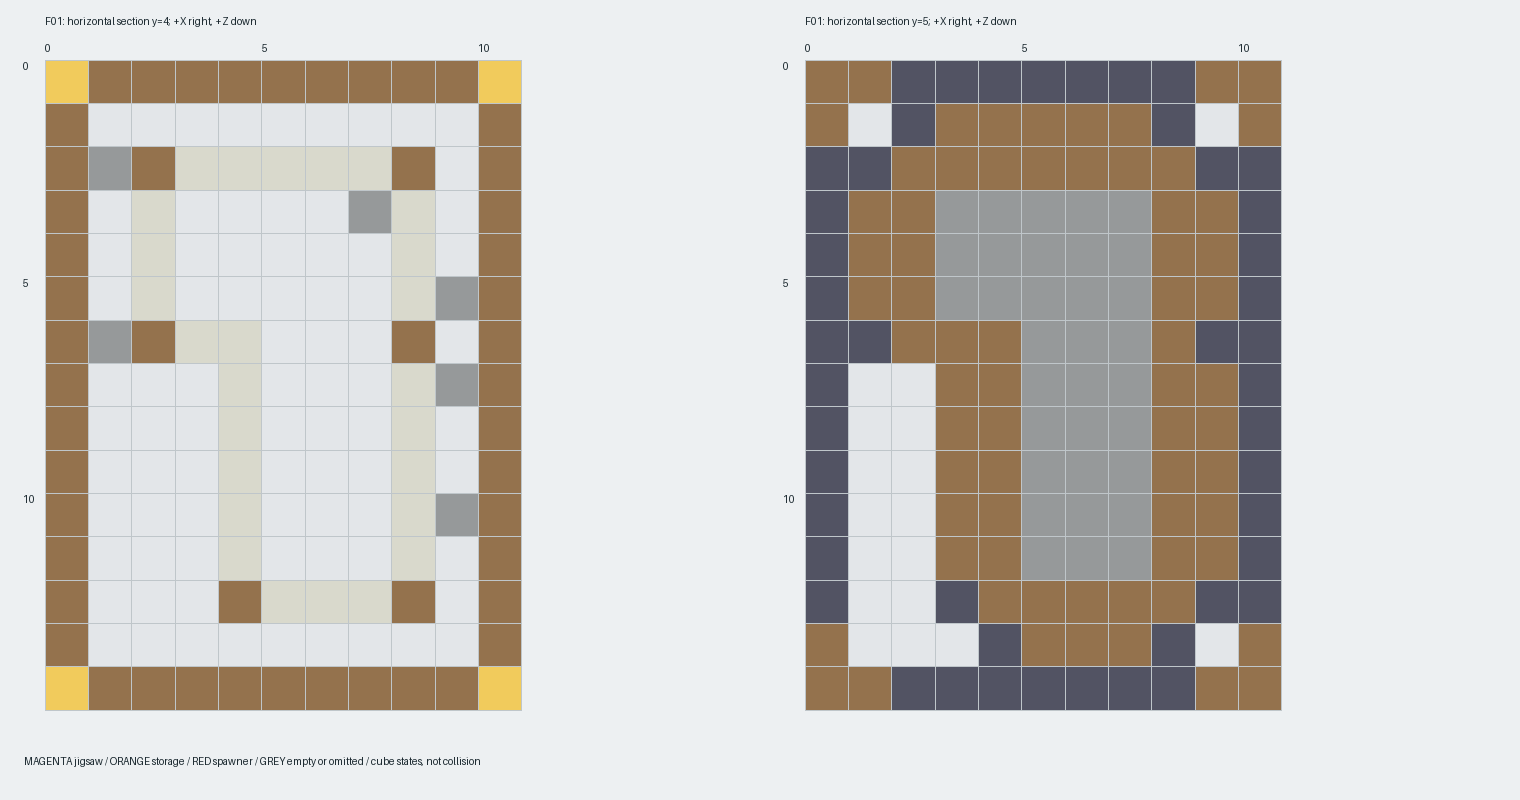 F01: horizontal section y=4; +X right, +Z down
F01: horizontal section y=5; +X right, +Z down
0 5 10
0 5 10
0
0
5
5
10
10
MAGENTA jigsaw / ORANGE storage / RED spawner / GREY empty or omitted / cube states, not collision